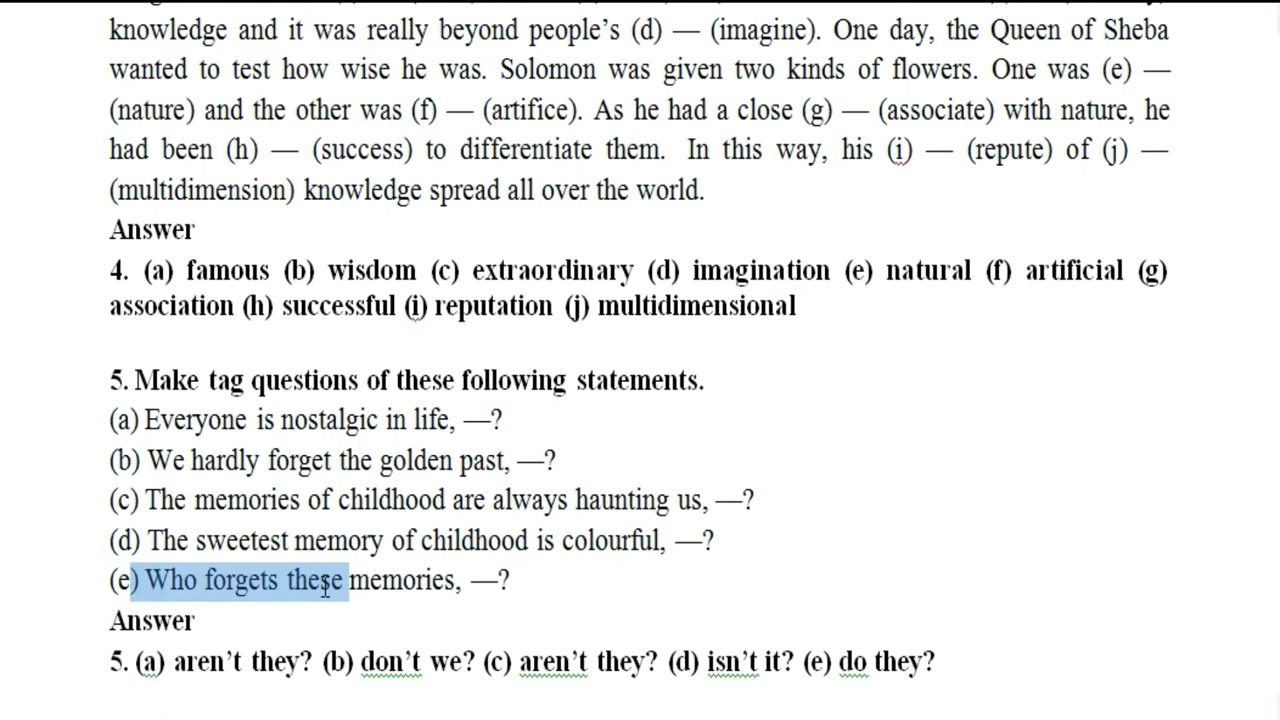 knowledge and it was really beyond people’s (d) — (imagine). One day, the Queen of Sheba
wanted to test how wise he was. Solomon was given two kinds of flowers. One was (e) —
(nature) and the other was (f) — (artifice). As he had a close (g) — (associate) with nature, he
had been (h) — (success) to differentiate them. In this way, his (i) — (repute) of (j) —
(multidimension) knowledge spread all over the world.
Answer
4. (a) famous (b) wisdom (c) extraordinary (d) imagination (e) natural (f) artificial (g)
association (h) successful (i) reputation (j) multidimensional
5. Make tag questions of these following statements.
(a) Everyone is nostalgic in life, —?
(b) We hardly forget the golden past, —?
(c) The memories of childhood are always haunting us, —?
(d) The sweetest memory of childhood is colourful, —?
(e) Who forgets these memories, —?
Answer
5. (a) aren’t they? (b) don’t we? (c) aren’t they? (d) isn’t it? (e) do they?